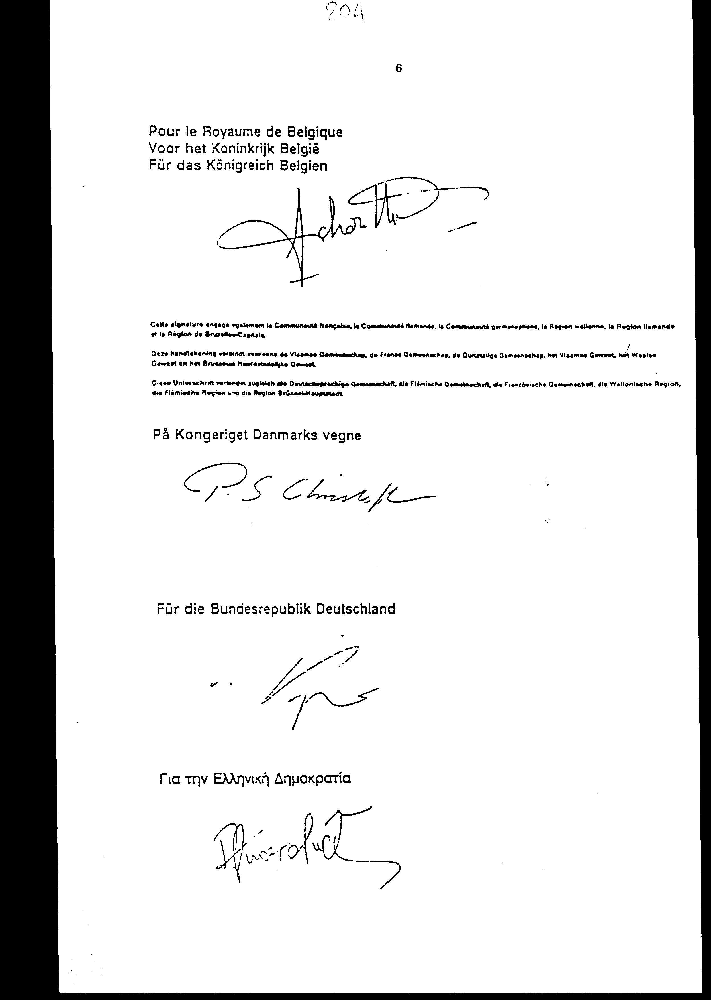 204
6
Pour le Royaume de Belgique
Voor het Koninkrijk België
Für das Königreich Belgien
Cette signature engage également la Communauté française, la Communauté flamande, la Communauté germanophone, la Région wallonne, la Région flamande
et la Région de Bruxelles-Capitale.
Deze handtekening verbindt eveneens de Vlaamse Gemeenschap, de Franse Gemeenschap, de Duitstalige Gemeenschap, het Vlaamse Gewest, het Waalse
Gewest en het Brusselse Hoofdstedelijke Gewest.
Diese Unterschrift verbindet zugleich die Deutschsprachige Gemeinschaft, die Flämische Gemeinschaft, die Französische Gemeinschaft, die Wallonische Region,
die Flämische Region und die Region Brüssel-Hauptstadt.
På Kongeriget Danmarks vegne
P. S
Für die Bundesrepublik Deutschland
Για την Ελληνική Δημοκρατία